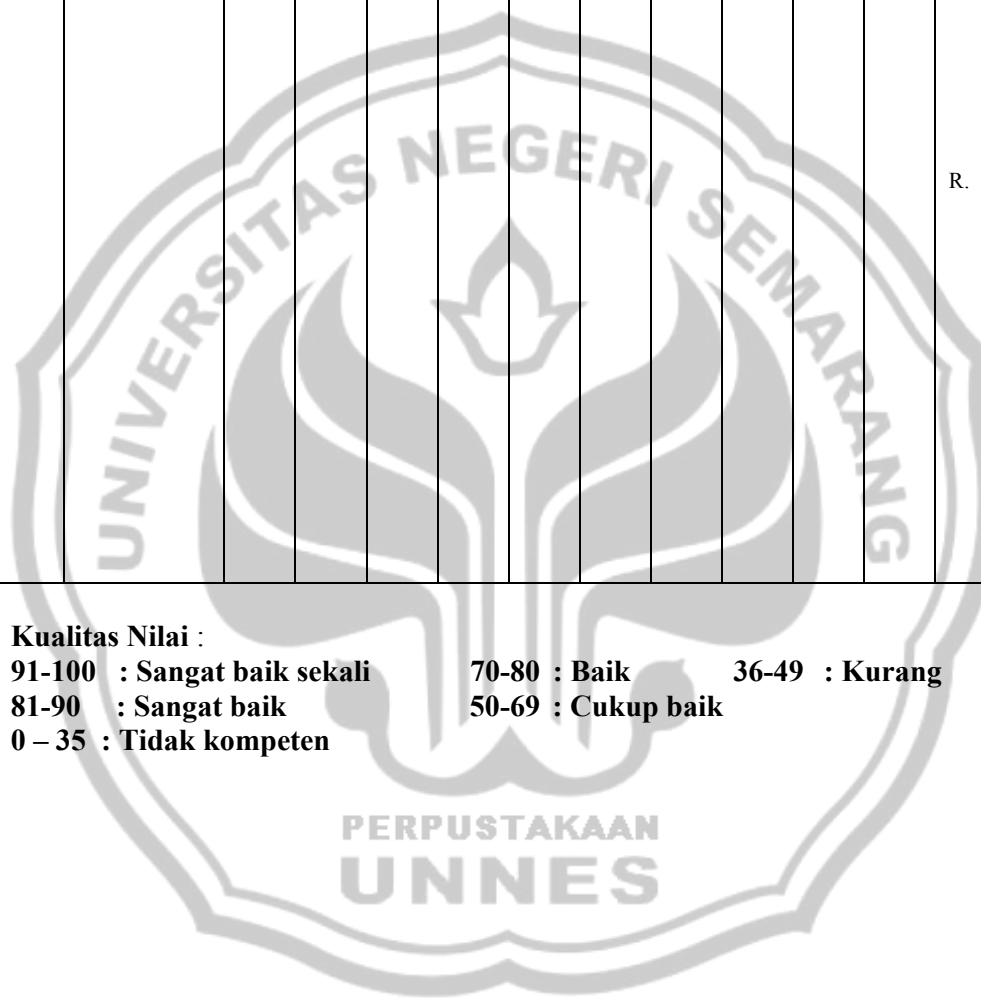 UNIVERSITAS NEGERI SEMARANG
R.
Kualitas Nilai :
91-100 : Sangat baik sekali 70-80 : Baik 36-49 : Kurang
81-90 : Sangat baik 50-69 : Cukup baik
0 – 35 : Tidak kompeten
PERPUSTAKAAN
UNNES